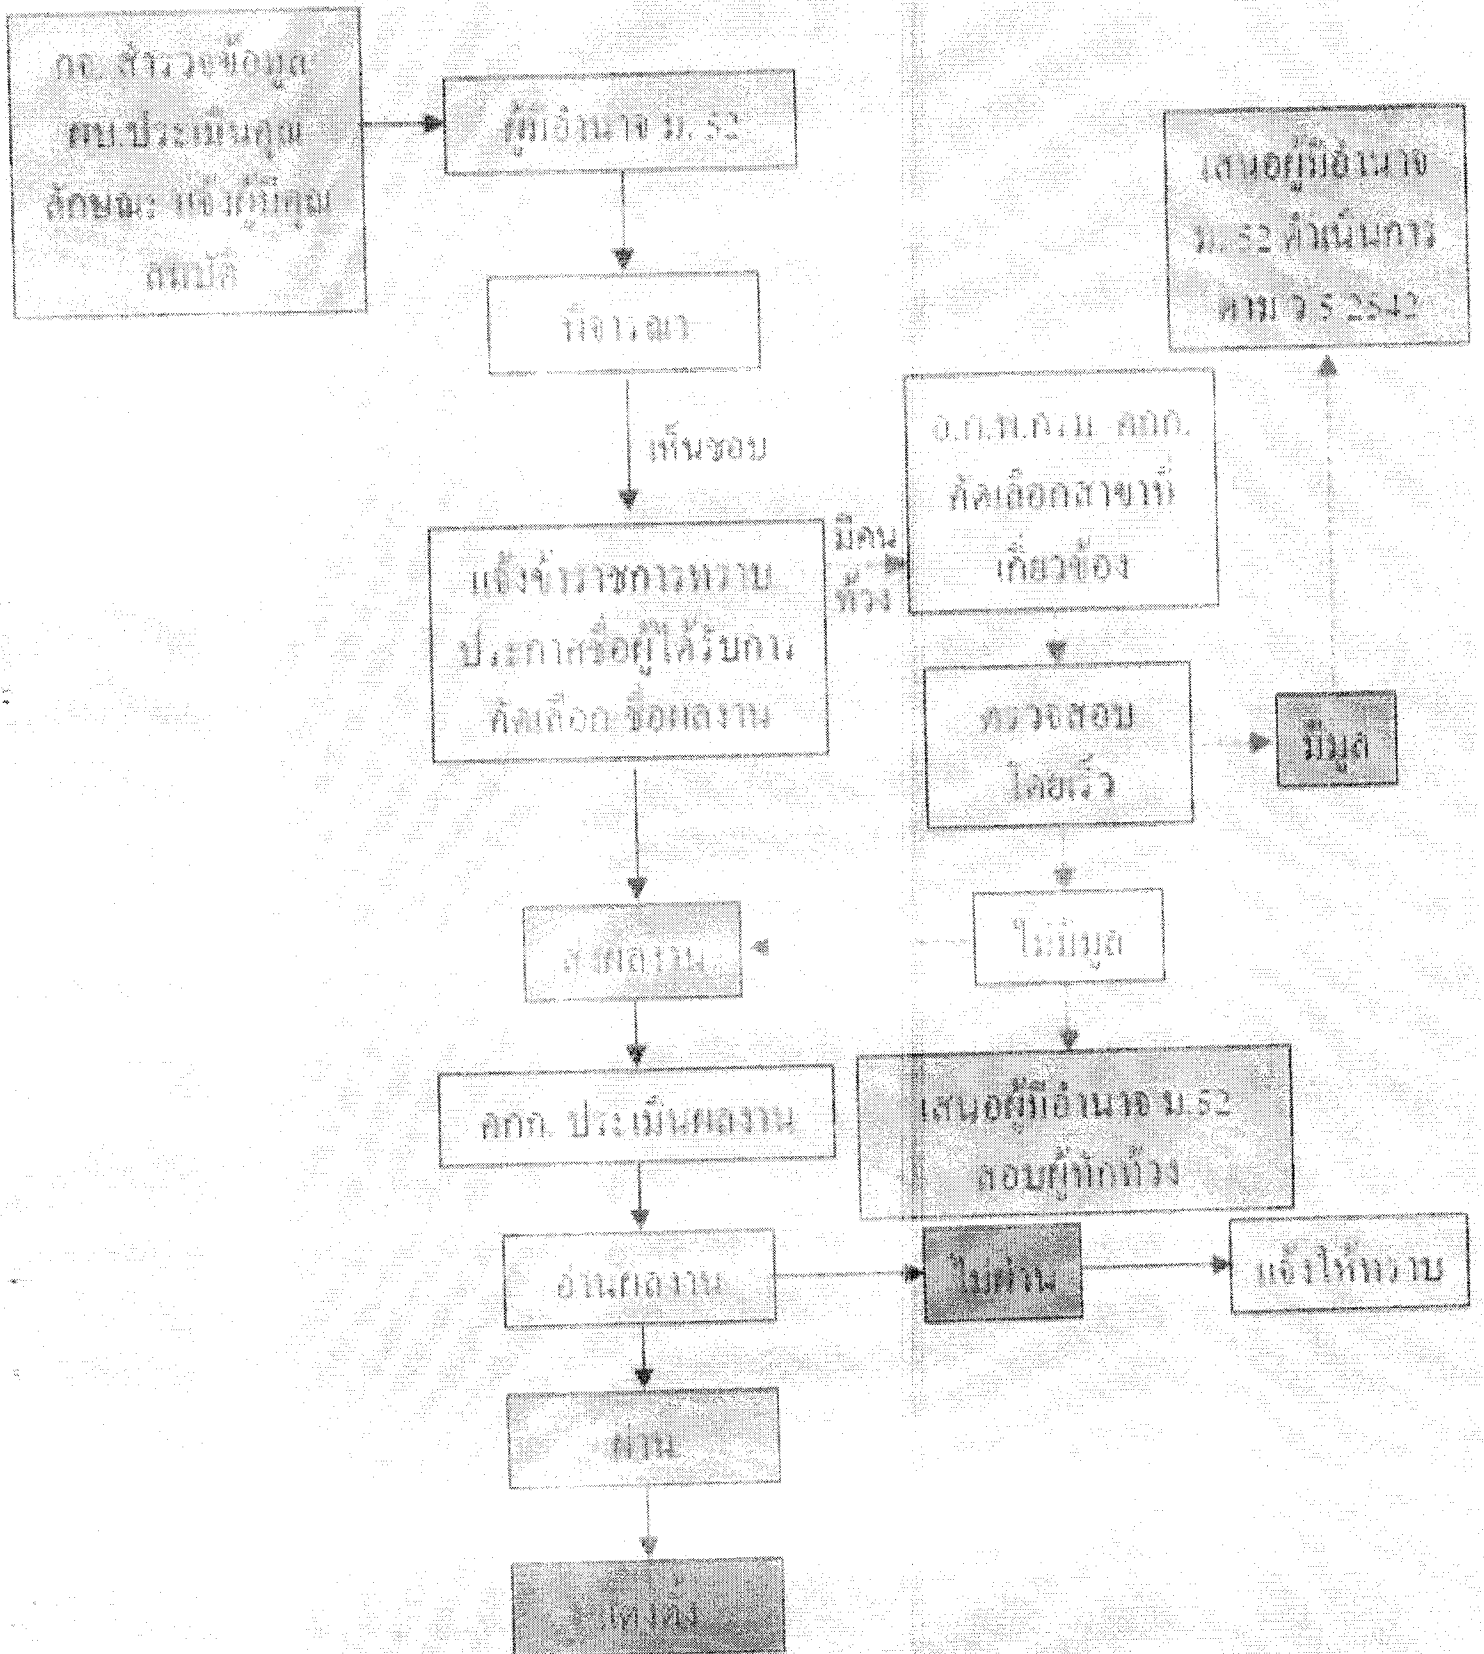 กจ. สำรวจข้อมูล
ผบ.ประเมินคุณ
ลักษณะ แจ้งผู้มีคุณ
สมบัติ
ผู้มีอำนาจ ม. 52
พิจารณา
เห็นชอบ
แจ้งข้าราชการทราบ
ประกาศชื่อผู้ได้รับการ
คัดเลือก ชื่อผลงาน
มีคน
ท้วง
อ.ก.พ.กรม คกก.
คัดเลือกสาขาที่
เกี่ยวข้อง
เสนอผู้มีอำนาจ
ม. 52 ดำเนินการ
ตาม ว 5 2542
ตรวจสอบ
โดยเร็ว
มีมูล
ไม่มีมูล
ส่งผลงาน
คกก. ประเมินผลงาน
เสนอผู้มีอำนาจ ม.52
สอบผู้ทักท้วง
อ่านผลงาน
ไม่ผ่าน
แจ้งให้ทราบ
ผ่าน
แต่งตั้ง